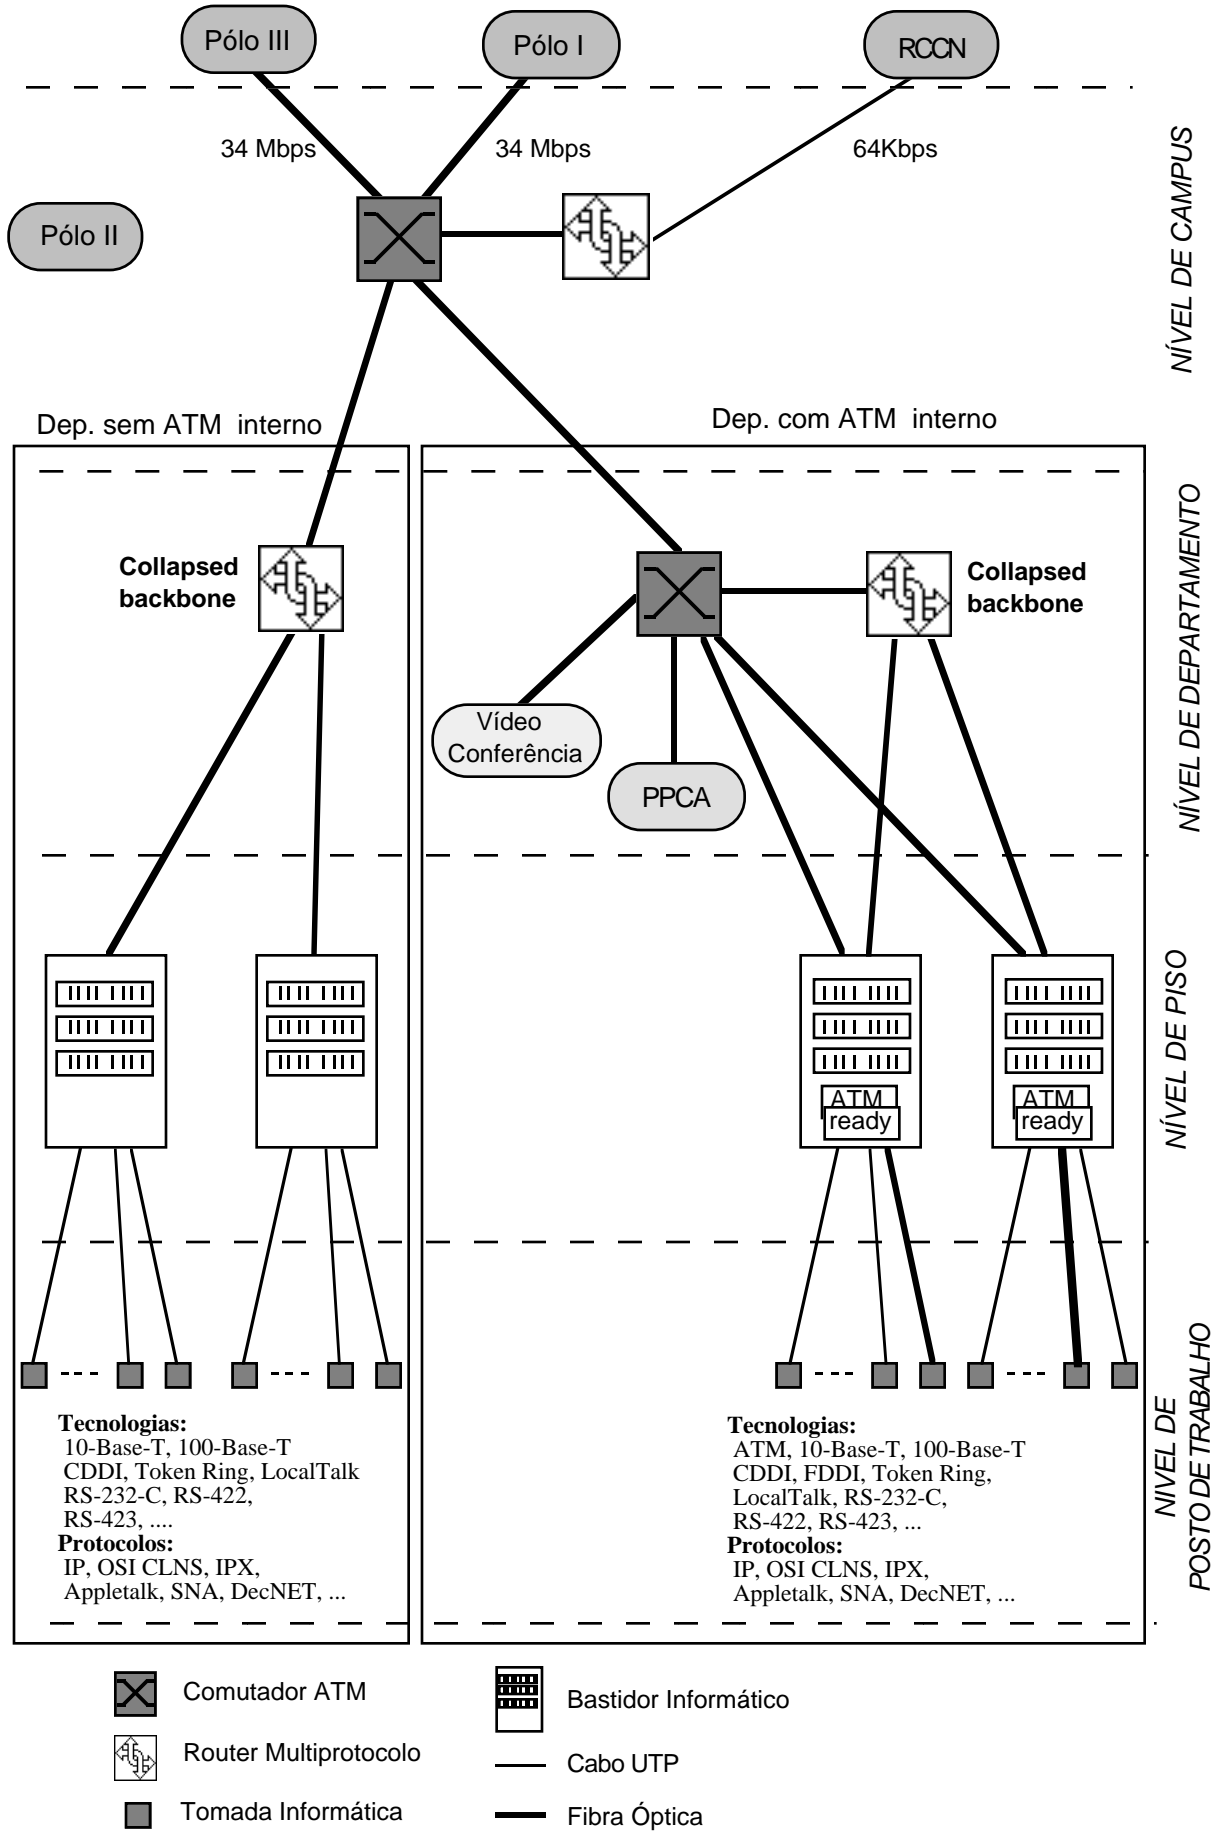 Pólo III
Pólo I
RCCN
34 Mbps
34 Mbps
64Kbps
Pólo II
NÍVEL DE CAMPUS
Dep. sem ATM interno
Dep. com ATM interno
Collapsed
backbone
Collapsed
backbone
Vídeo
Conferência
PPCA
NÍVEL DE DEPARTAMENTO
ATM
ready
ATM
ready
NÍVEL DE PISO
Tecnologias:
10-Base-T, 100-Base-T
CDDI, Token Ring, LocalTalk
RS-232-C, RS-422,
RS-423, ....
Protocolos:
IP, OSI CLNS, IPX,
Appletalk, SNA, DecNET, ...
Tecnologias:
ATM, 10-Base-T, 100-Base-T
CDDI, FDDI, Token Ring,
LocalTalk, RS-232-C,
RS-422, RS-423, ...
Protocolos:
IP, OSI CLNS, IPX,
Appletalk, SNA, DecNET, ...
NIVEL DE
POSTO DE TRABALHO
Comutador ATM
Bastidor Informático
Router Multiprotocolo
Cabo UTP
Tomada Informática
Fibra Óptica